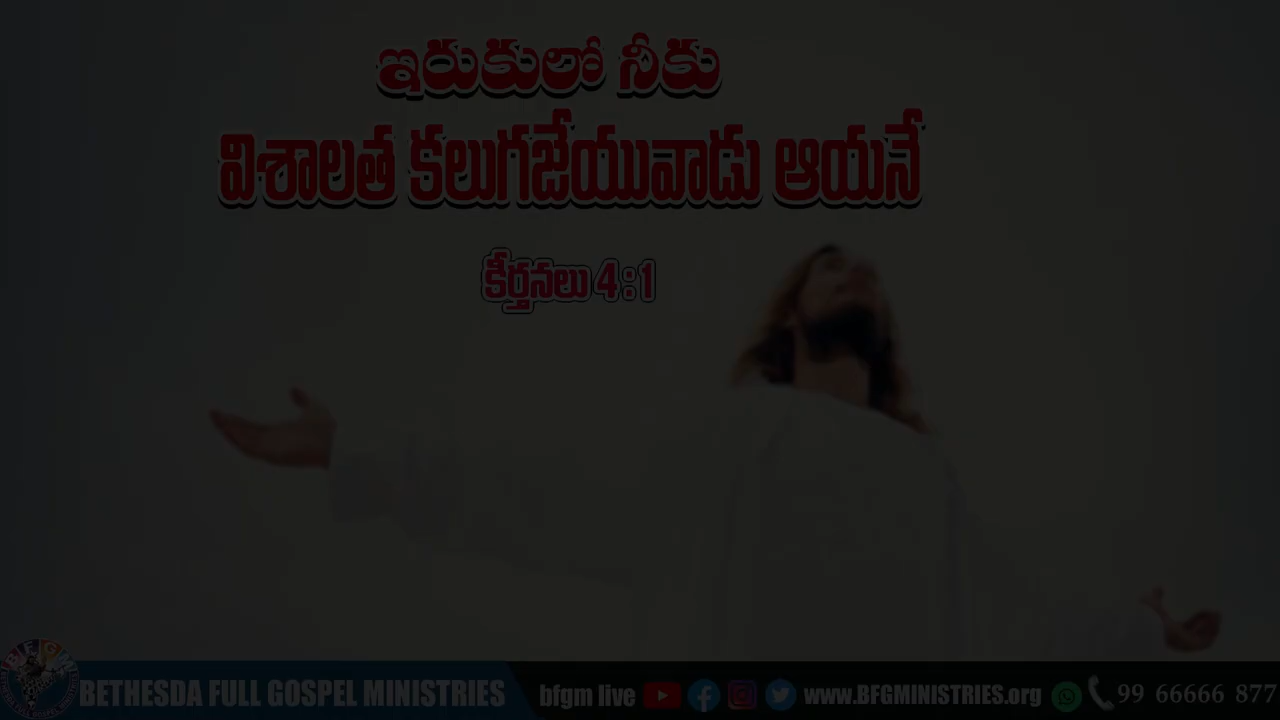 ఇరుకులో నీకు
విశాలత కలుగజేయువాడు ఆయనే
కీర్తనలు 4 : 1
BFGM
BETHESDA FULL GOSPEL MINISTRIES bfgm live www.BFGMINISTRIES.org 99 66666 877